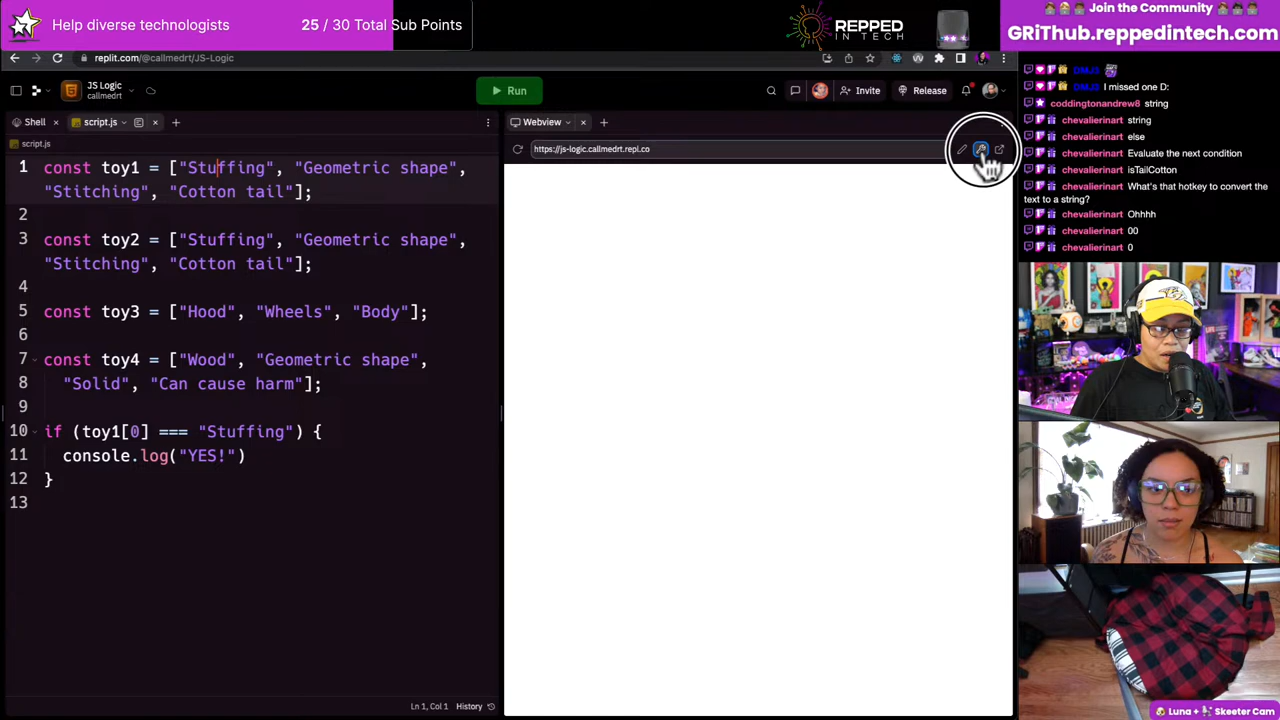 Help diverse technologists
25 / 30 Total Sub Points
REPPED
IN TECH
Join the Community
GRiThub.reppedintech.com
replit.com/@callmedrt/JS-Logic
JS Logic
callmedrt
Run
Invite
Release
Shell
script.js
Webview
script.js
https://js-logic.callmedrt.repl.co
1 const toy1 = ["Stuffing", "Geometric shape",
"Stitching", "Cotton tail"];
2
3 const toy2 = ["Stuffing", "Geometric shape",
"Stitching", "Cotton tail"];
4
5 const toy3 = ["Hood", "Wheels", "Body"];
6
7 const toy4 = ["Wood", "Geometric shape",
8 "Solid", "Can cause harm"];
9
10 if (toy1[0] === "Stuffing") {
11 console.log("YES!")
12 }
13
Ln 1, Col 1 History
I missed one D:
coddingtonandrew8 string
chevalierinart string
chevalierinart else
chevalierinart Evaluate the next condition
chevalierinart isTailCotton
chevalierinart What's that hotkey to convert the
text to a string?
chevalierinart Ohhhh
chevalierinart 00
chevalierinart 0
Luna + Skeeter Cam